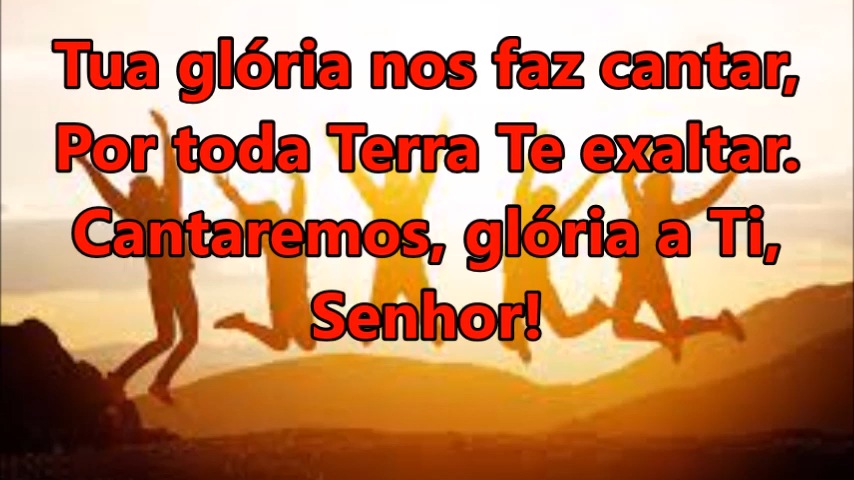 Tua glória nos faz cantar,
Por toda Terra Te exaltar.
Cantaremos, glória a Ti,
Senhor!